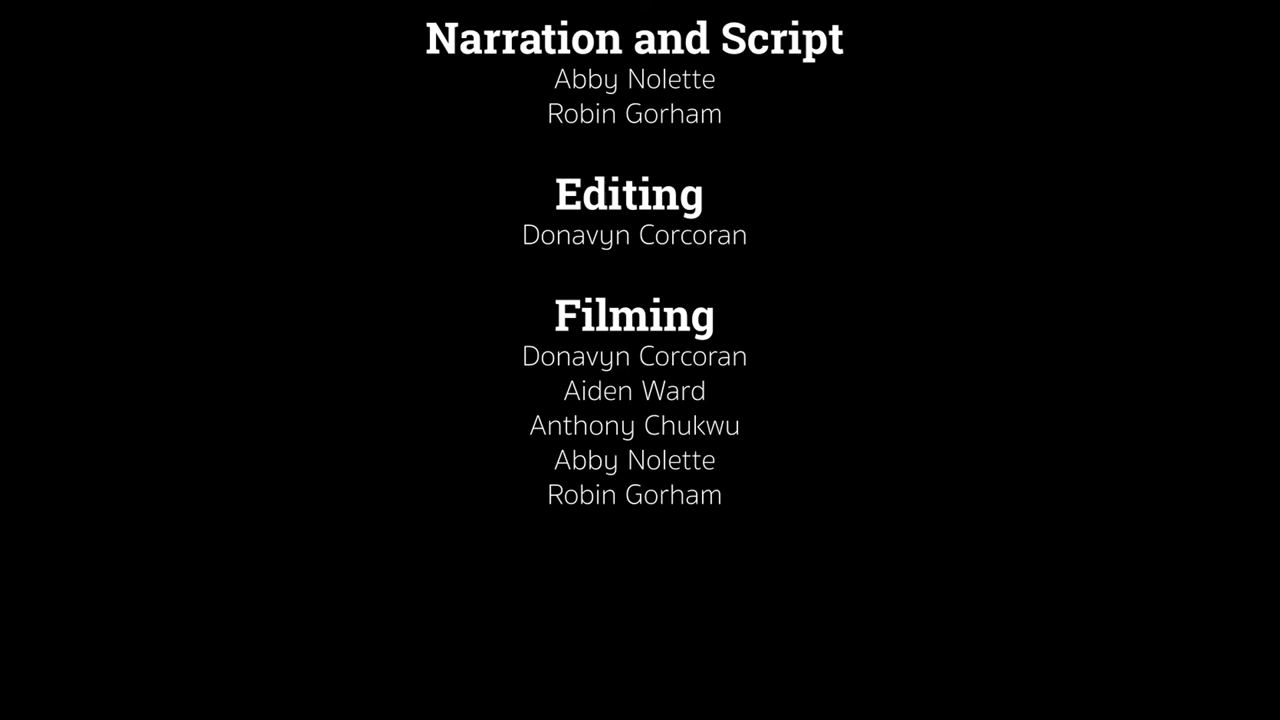 Narration and Script
Abby Nolette
Robin Gorham
Editing
Donavyn Corcoran
Filming
Donavyn Corcoran
Aiden Ward
Anthony Chukwu
Abby Nolette
Robin Gorham